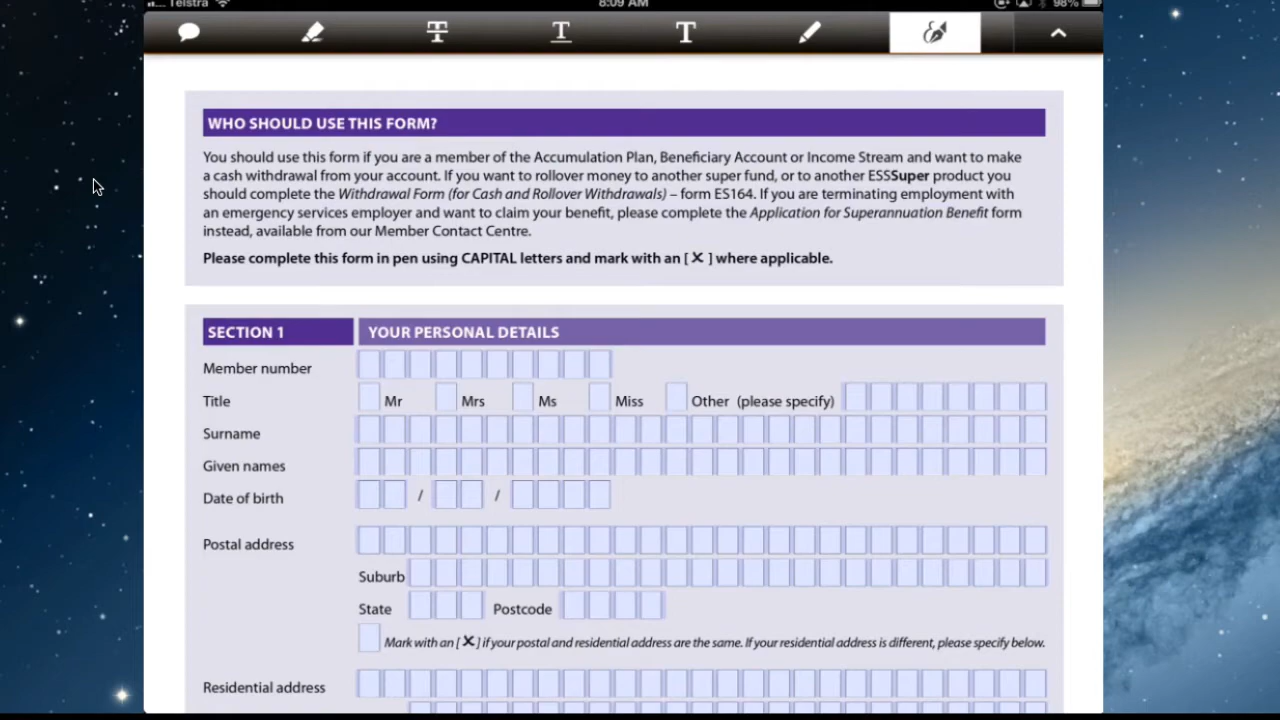 Telstra 8:09 AM 98%
T T T
WHO SHOULD USE THIS FORM?
You should use this form if you are a member of the Accumulation Plan, Beneficiary Account or Income Stream and want to make
a cash withdrawal from your account. If you want to rollover money to another super fund, or to another ESSSuper product you
should complete the Withdrawal Form (for Cash and Rollover Withdrawals) – form ES164. If you are terminating employment with
an emergency services employer and want to claim your benefit, please complete the Application for Superannuation Benefit form
instead, available from our Member Contact Centre.
Please complete this form in pen using CAPITAL letters and mark with an [ X ] where applicable.
SECTION 1 YOUR PERSONAL DETAILS
Member number
Title Mr Mrs Ms Miss Other (please specify)
Surname
Given names
Date of birth / /
Postal address
Suburb
State Postcode
Mark with an [ X ] if your postal and residential address are the same. If your residential address is different, please specify below.
Residential address